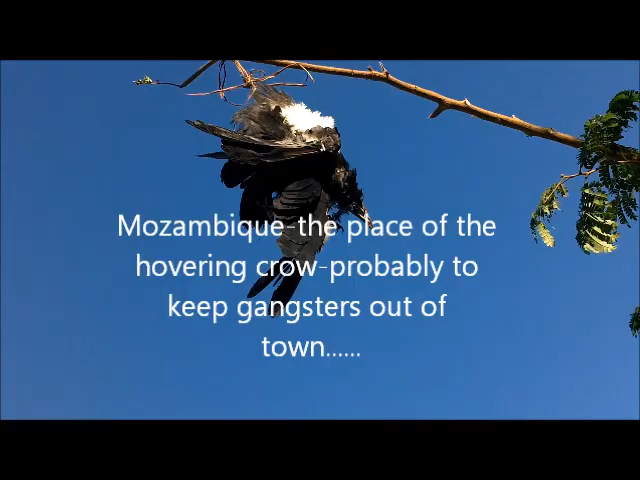 Mozambique-the place of the
hovering crow-probably to
keep gangsters out of
town......